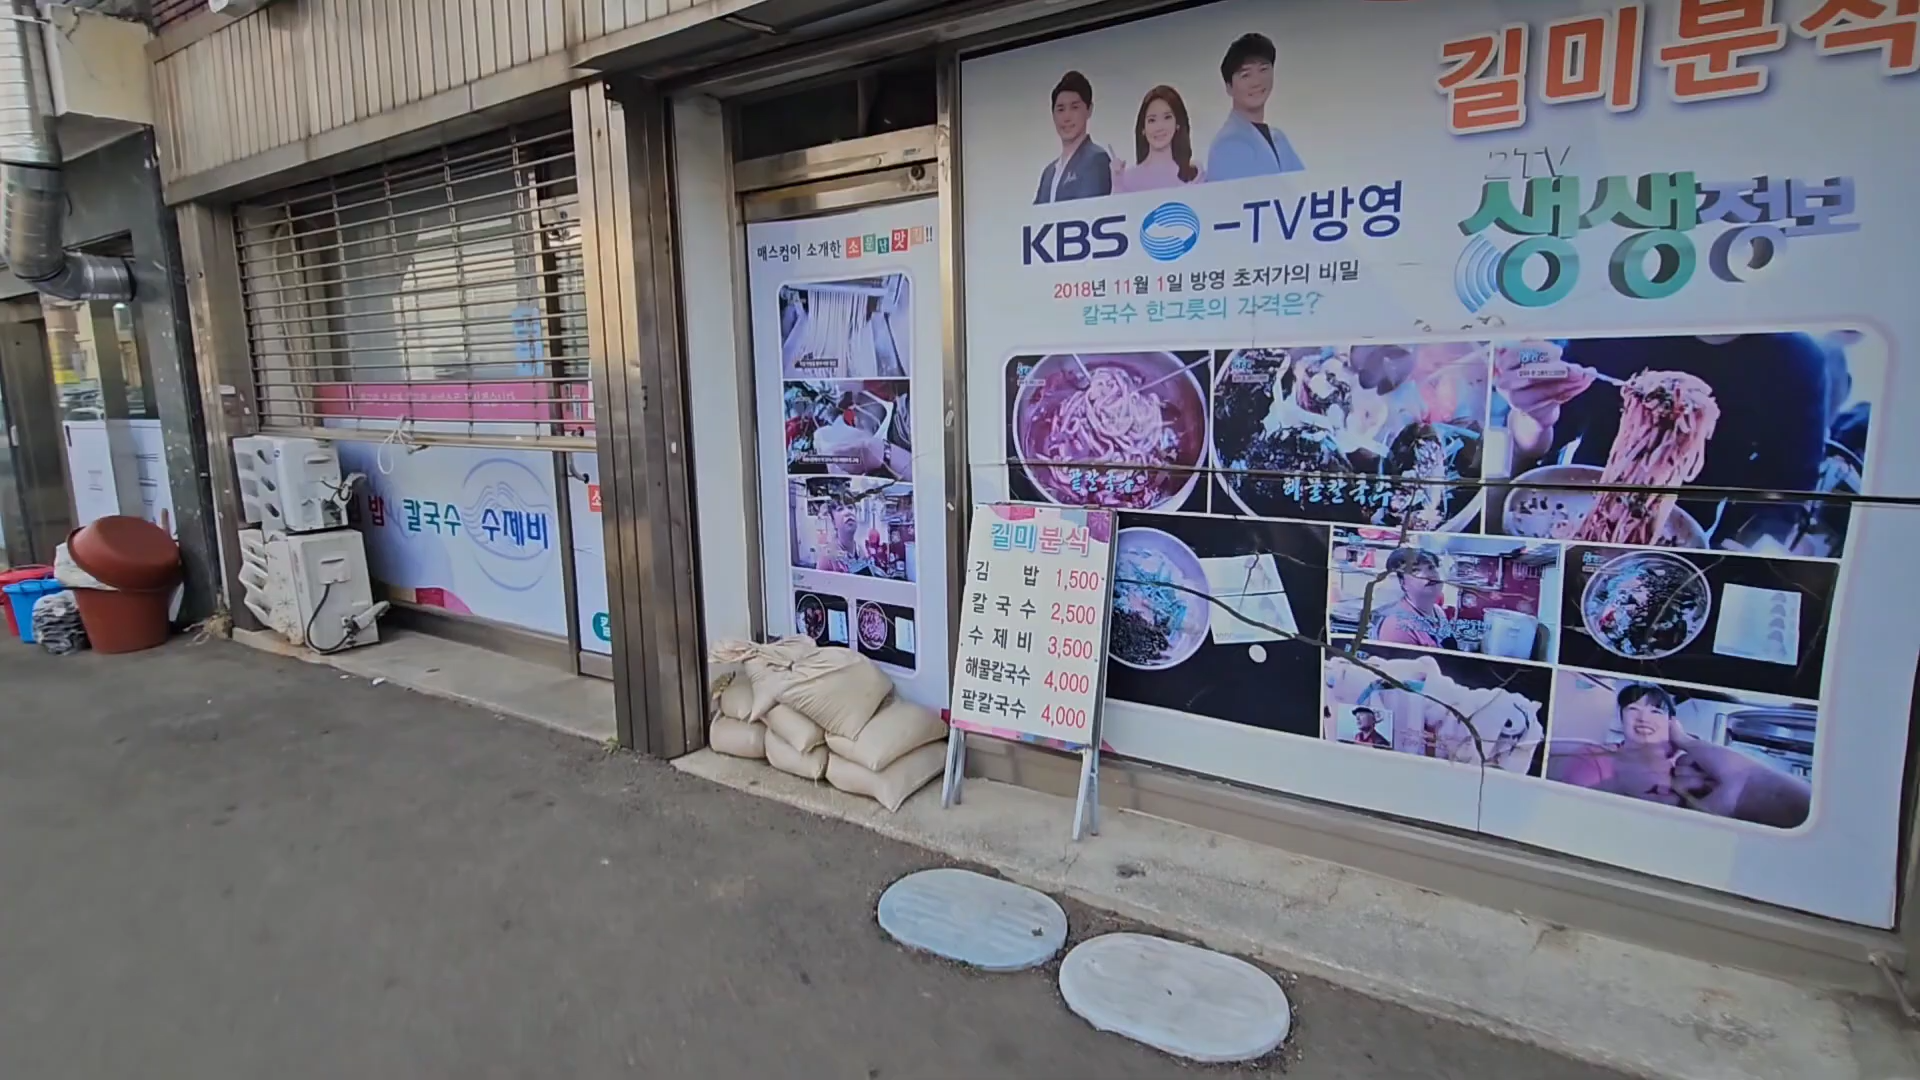 길미분식
2TV
생생정보
KBS -TV방영
2018년 11월 1일 방영 초저가의 비밀
칼국수 한그릇의 가격은?
팥칼국수
해물칼국수
매스컴이 소개한 소문난맛집!!
밥 칼국수 수제비
길미분식
김 밥 1,500
칼국수 2,500
수제비 3,500
해물칼국수 4,000
팥칼국수 4,000